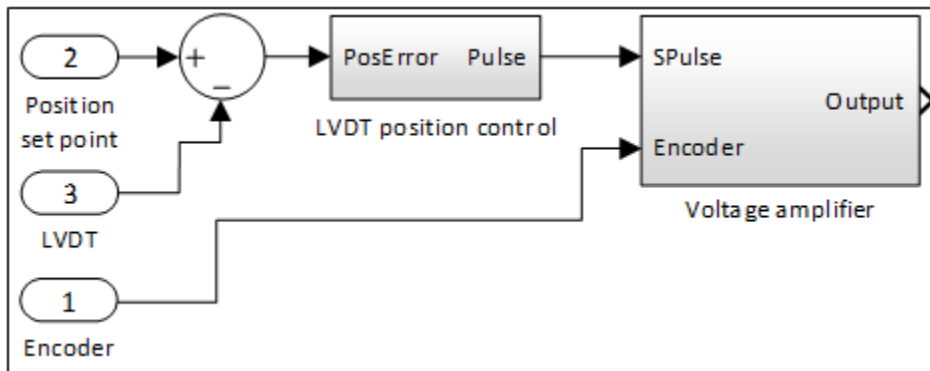 2
Position
set point
+
−
3
LVDT
1
Encoder
PosError Pulse
LVDT position control
SPulse
Encoder
Output
Voltage amplifier